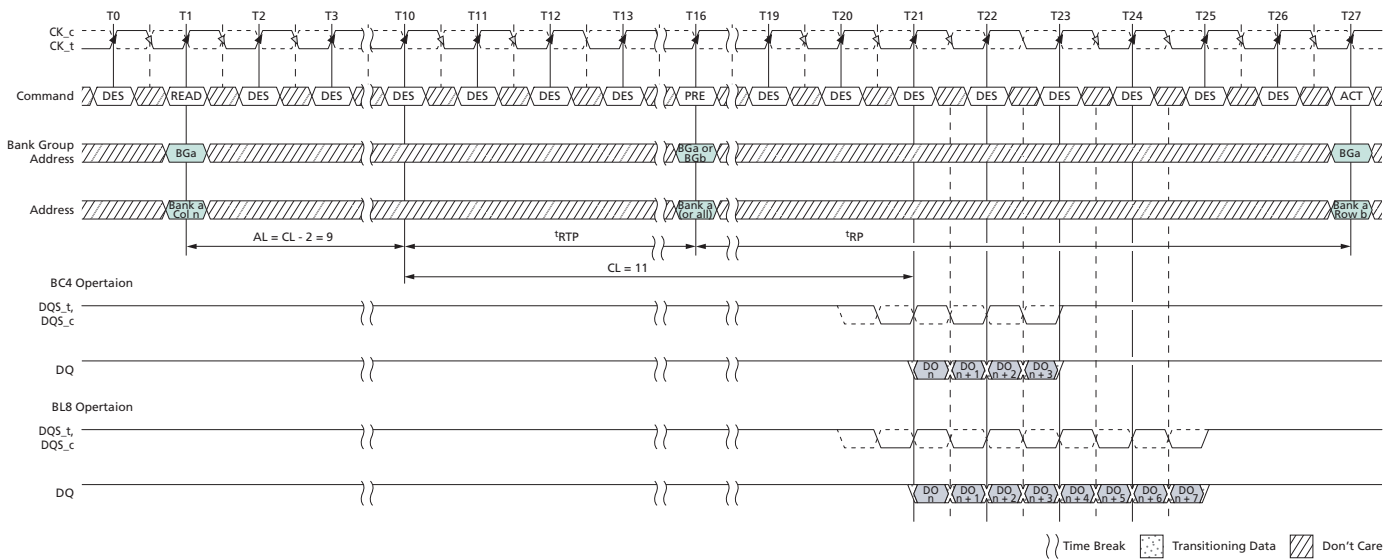 T0 T1 T2 T3 T10 T11 T12 T13 T16 T19 T20 T21 T22 T23 T24 T25 T26 T27
CK_c
CK_t
Command DES READ DES DES DES DES DES DES PRE DES DES DES DES DES DES DES DES ACT
Bank Group
Address
BGa
BGa or
BGb
BGa
Address
Bank a
Col n
Bank a
(or all)
Bank a
Row b
AL = CL - 2 = 9
tRTP
tRP
CL = 11
BC4 Opertaion
DQS_t,
DQS_c
DQ
DO
n
DO
n + 1
DO
n + 2
DO
n + 3
BL8 Opertaion
DQS_t,
DQS_c
DQ
DO
n
DO
n + 1
DO
n + 2
DO
n + 3
DO
n + 4
DO
n + 5
DO
n + 6
DO
n + 7
Time Break Transitioning Data Don't Care